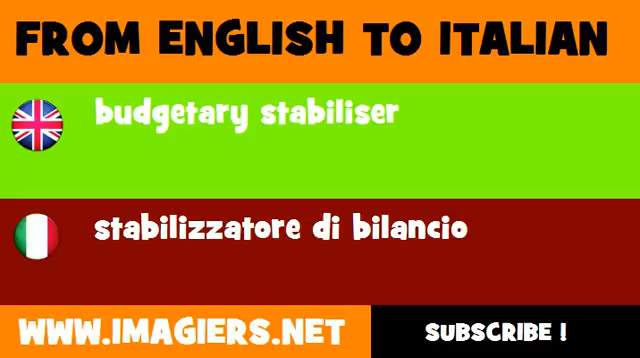 FROM ENGLISH TO ITALIAN
budgetary stabiliser
stabilizzatore di bilancio
WWW.IMAGIERS.NET
SUBSCRIBE !